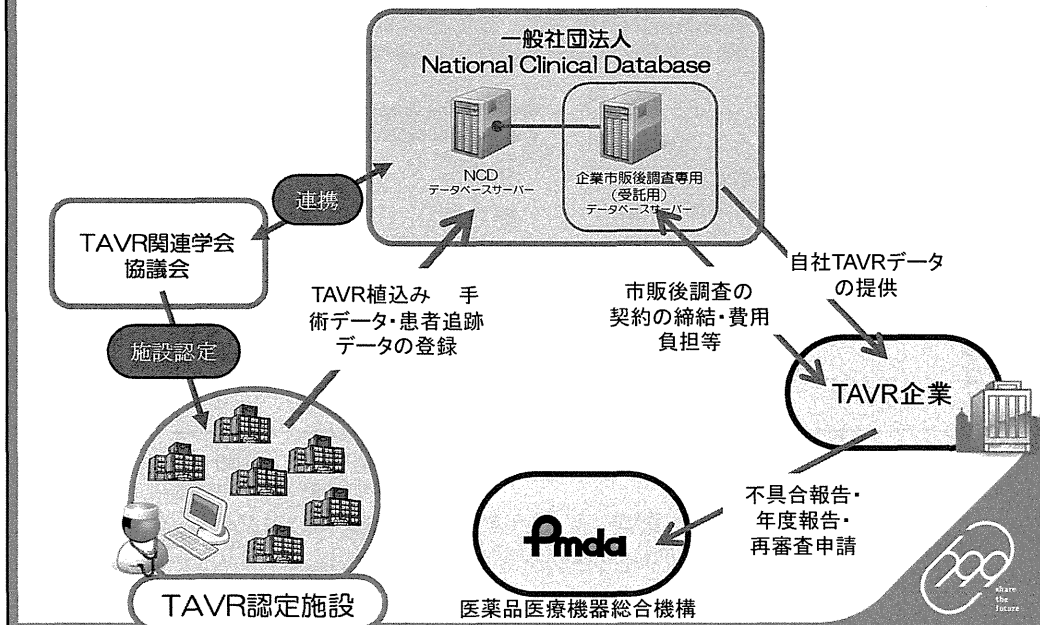 一般社団法人
National Clinical Database
NCD
データベースサーバー
企業市販後調査専用
(受託用)
データベースサーバー
連携
TAVR関連学会
協議会
施設認定
TAVR植込み　手
術データ・患者追跡
データの登録
市販後調査の
契約の締結・費用
負担等
自社TAVRデータ
の提供
TAVR企業
不具合報告・
年度報告・
再審査申請
Pmda
医薬品医療機器総合機構
TAVR認定施設
share
the
future